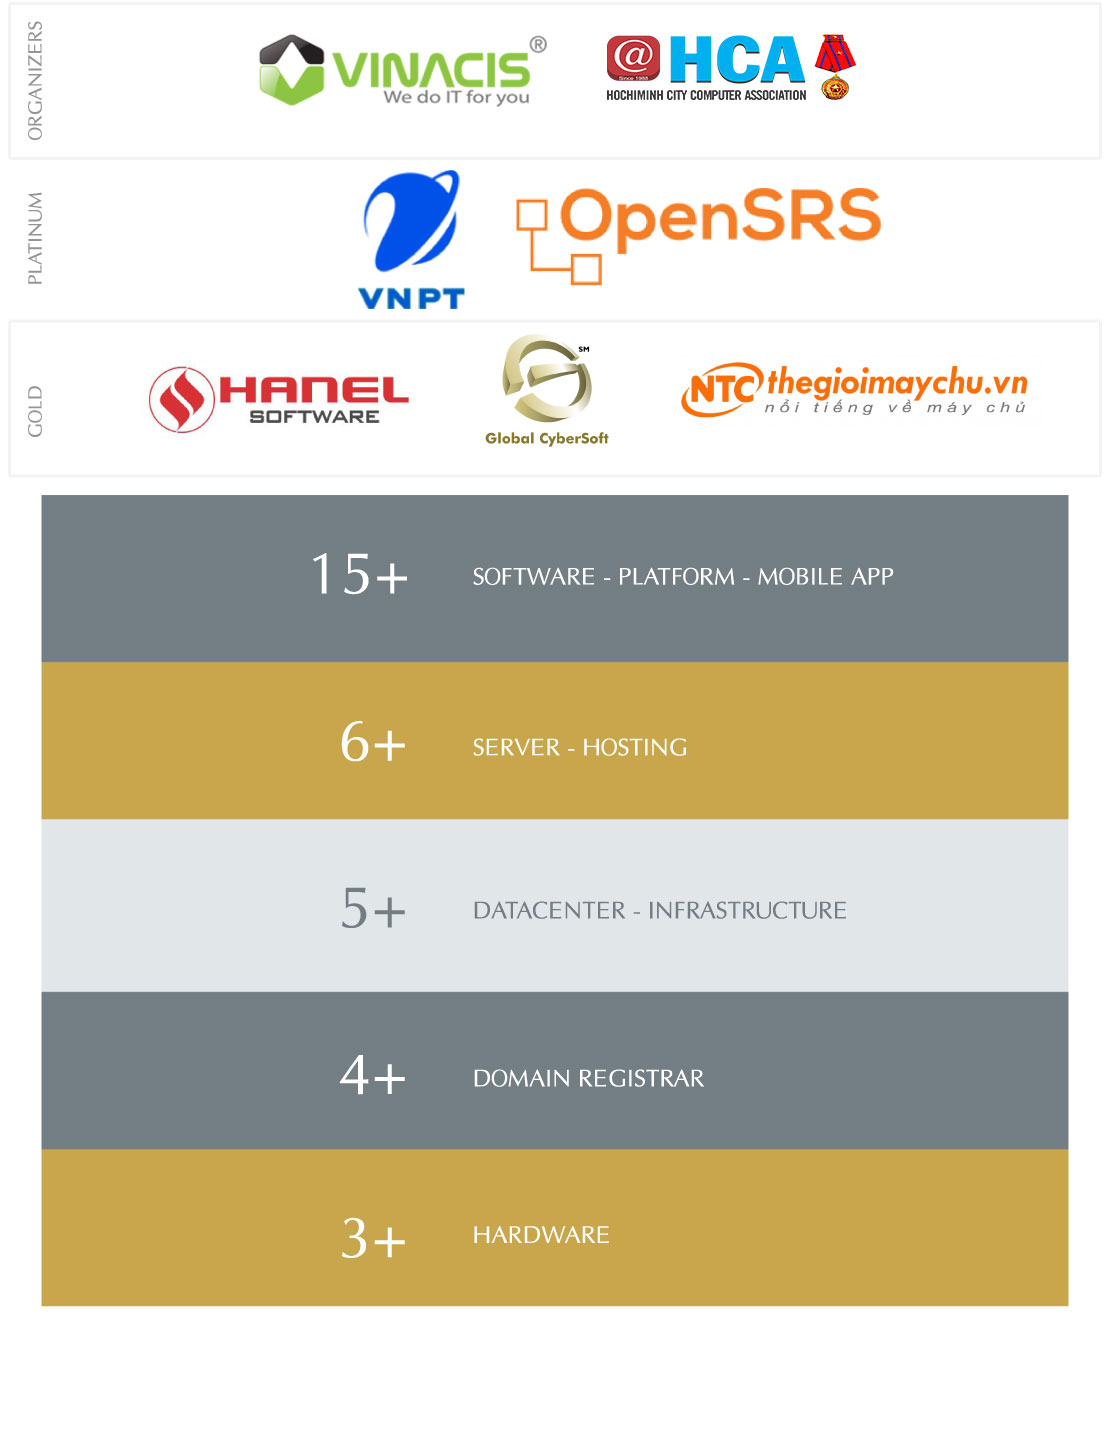 ORGANIZERS
VINACIS®
We do IT for you
@
Since 1988
HCA
HOCHIMINH CITY COMPUTER ASSOCIATION
PLATINUM
VNPT
OpenSRS
GOLD
HANEL
SOFTWARE
SM
Global CyberSoft
NTC
thegioimaychu.vn
nổi tiếng về máy chủ
15+ SOFTWARE - PLATFORM - MOBILE APP
6+ SERVER - HOSTING
5+ DATACENTER - INFRASTRUCTURE
4+ DOMAIN REGISTRAR
3+ HARDWARE